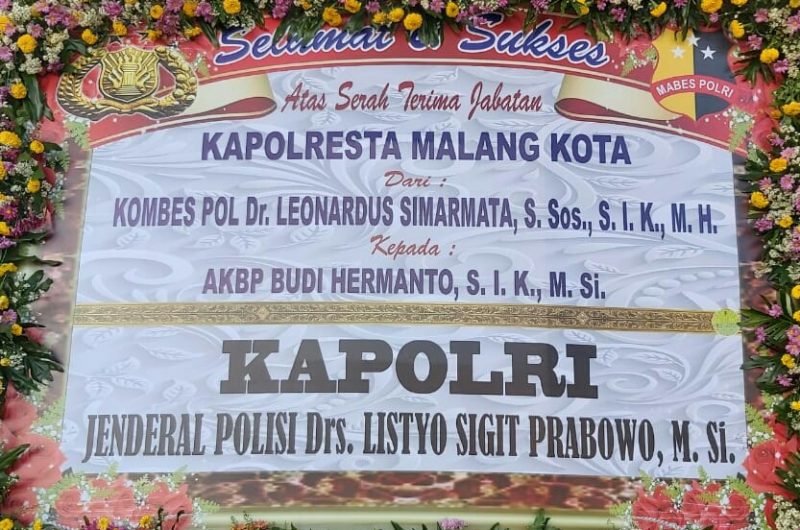 Selamat & Sukses
MABES POLRI
Atas Serah Terima Jabatan
KAPOLRESTA MALANG KOTA
Dari :
KOMBES POL Dr. LEONARDUS SIMARMATA, S. Sos., S. I. K., M. H.
Kepada :
AKBP BUDI HERMANTO, S. I. K., M. Si.
KAPOLRI
JENDERAL POLISI Drs. LISTYO SIGIT PRABOWO, M. Si.